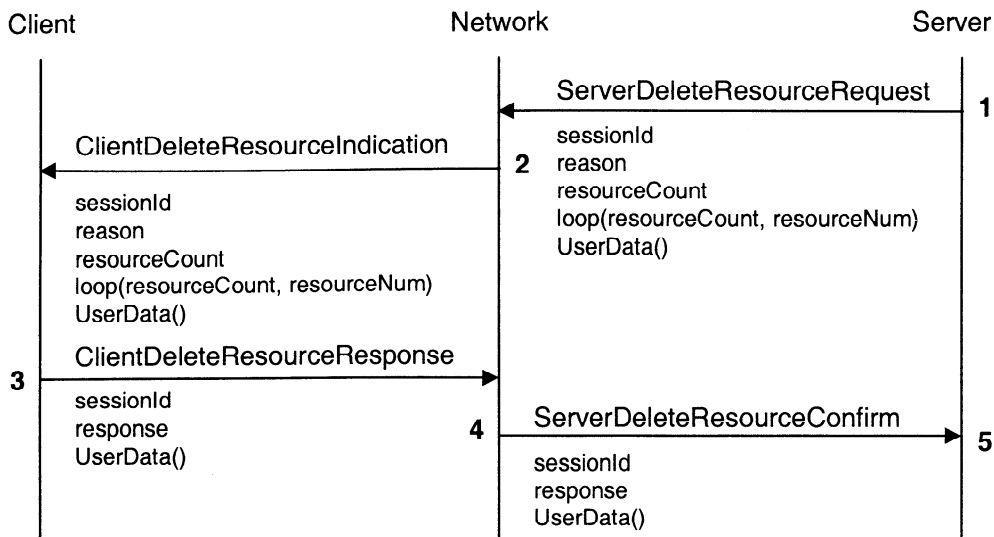 Client
Network
Server
ServerDeleteResourceRequest
1
sessionId
reason
resourceCount
loop(resourceCount, resourceNum)
UserData()
ClientDeleteResourceIndication
2
sessionId
reason
resourceCount
loop(resourceCount, resourceNum)
UserData()
ClientDeleteResourceResponse
3
sessionId
response
UserData()
4
ServerDeleteResourceConfirm
5
sessionId
response
UserData()